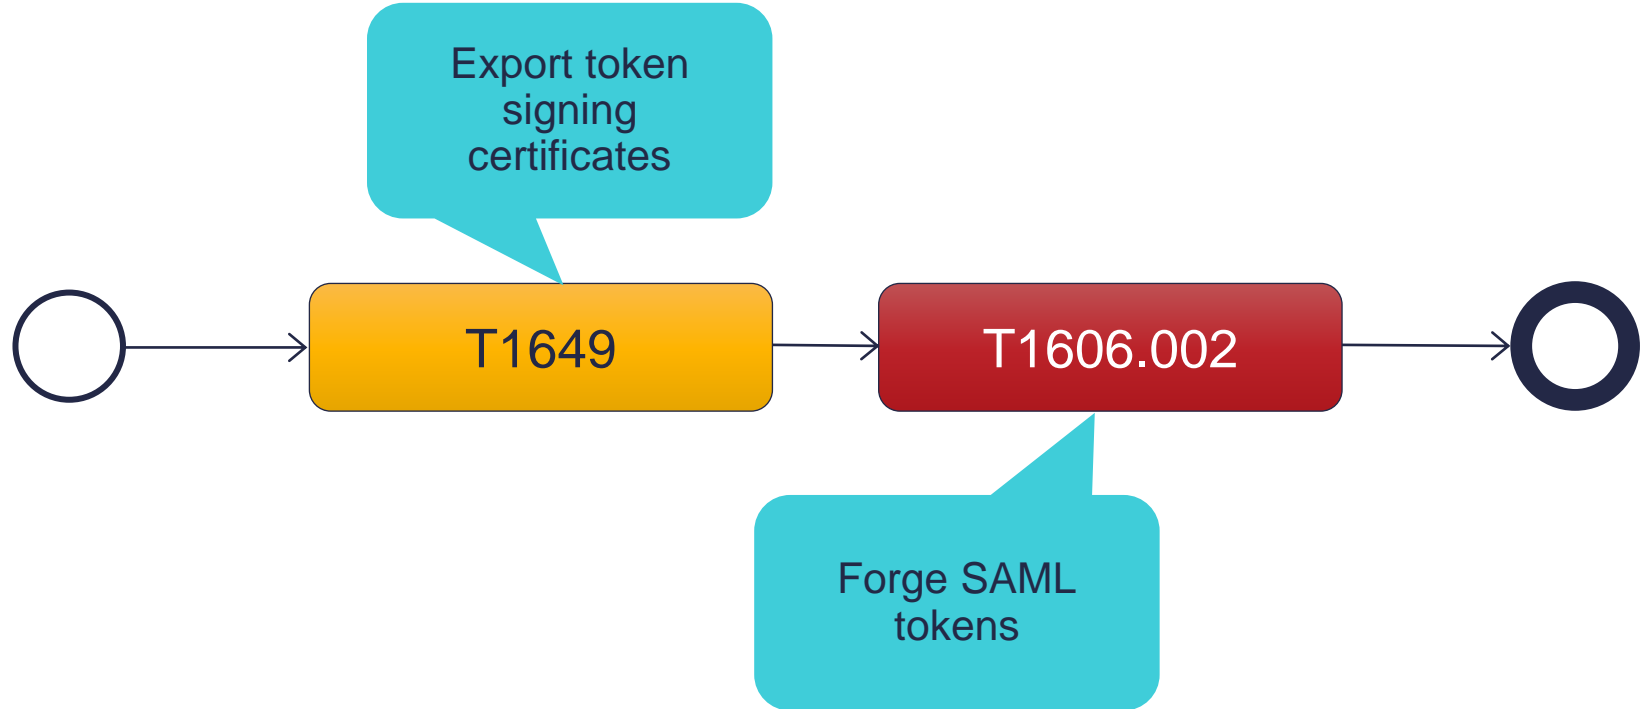 Export token
signing
certificates
T1649
T1606.002
Forge SAML
tokens